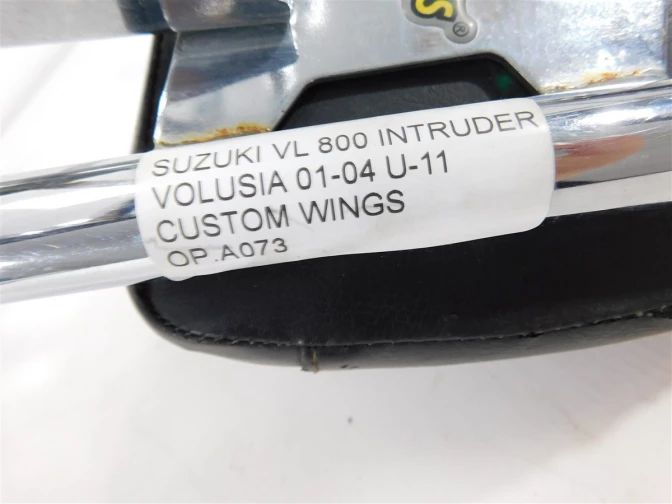 S®
SUZUKI VL 800 INTRUDER
VOLUSIA 01-04 U-11
CUSTOM WINGS
OP.A073